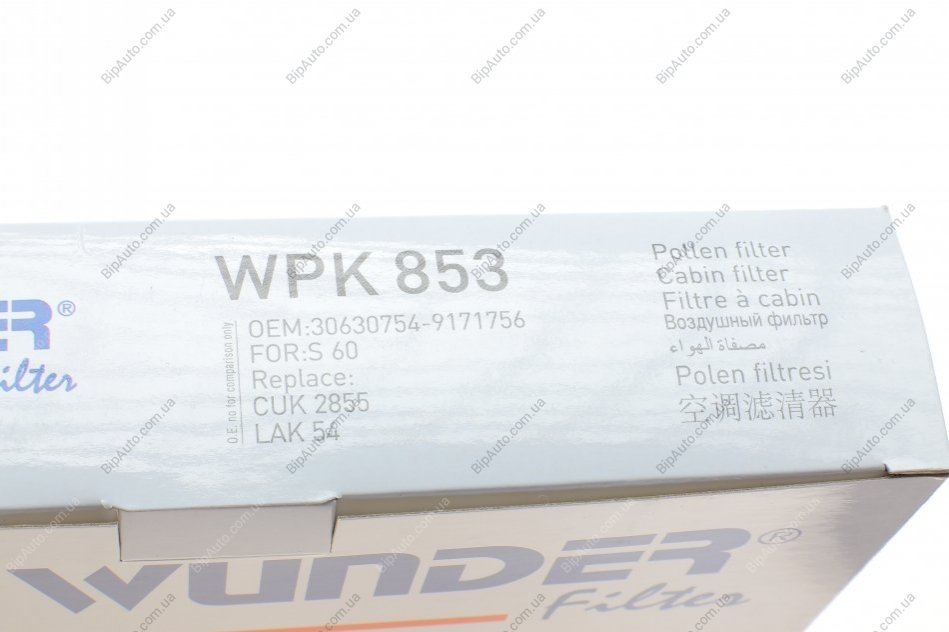 WPK 853
OEM:30630754-9171756
FOR:S 60
Replace:
CUK 2855
LAK 54
O.E. no for comparison only
Pollen filter
Cabin filter
Filtre à cabin
Воздушный фильтр
مصفاة الهواء
Polen filtresi
空调滤清器
ER®
ilter
WUNDER®
Filter
BipAuto.com.ua